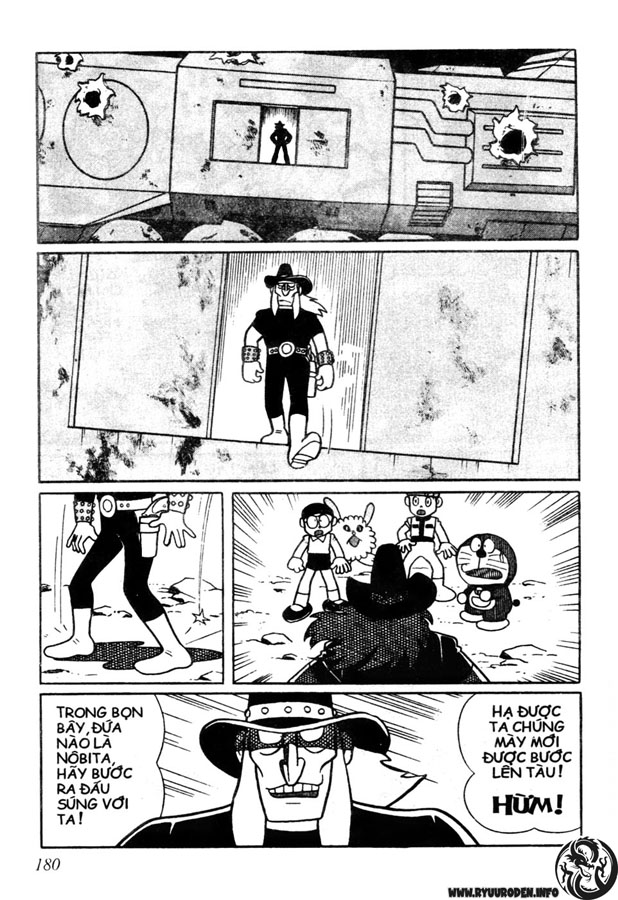 TRONG BỌN
BÂY, ĐỨA
NÀO LÀ
NÔBITA,
HÃY BƯỚC
RA ĐẤU
SÚNG VỚI
TA!
HẠ ĐƯỢC
TA CHÚNG
MÀY MỚI
ĐƯỢC BƯỚC
LÊN TÀU!
HỪM!
180
WWW.RYUURODEN.INFO